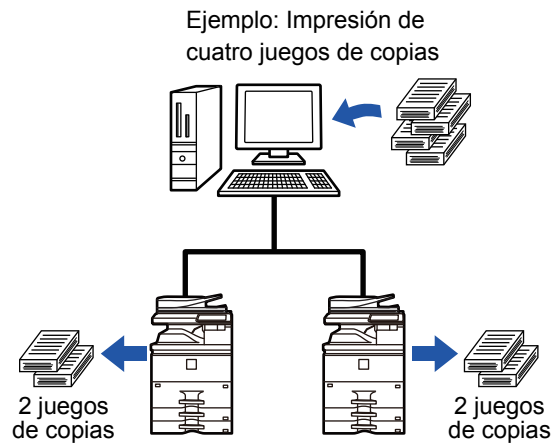 Ejemplo: Impresión de
cuatro juegos de copias
2 juegos
de copias
2 juegos
de copias